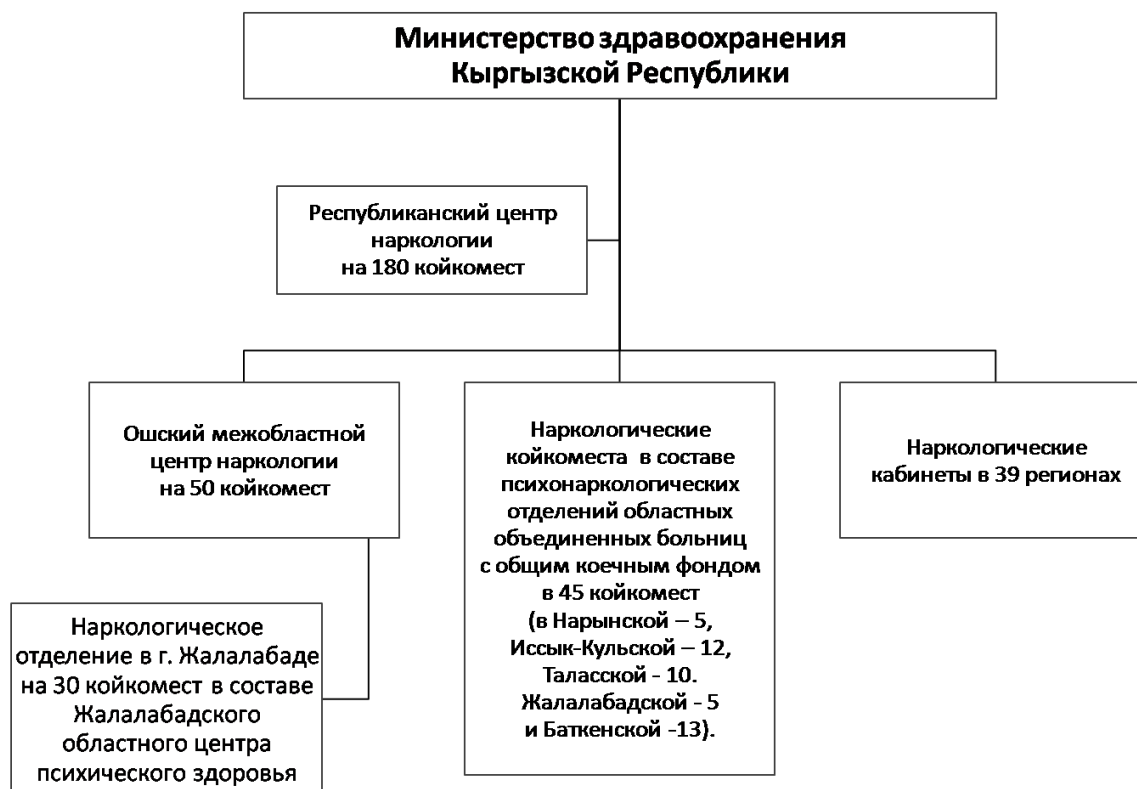 Министерство здравоохранения
Кыргызской Республики
Республиканский центр
наркологии
на 180 койкомест
Ошский межобластной
центр наркологии
на 50 койкомест
Наркологические
койкоместа в составе
психонаркологических
отделений областных
объединенных больниц
с общим коечным фондом
в 45 койкомест
(в Нарынской – 5,
Иссык-Кульской – 12,
Таласской - 10.
Жалалабадской - 5
и Баткенской -13).
Наркологические
кабинеты в 39 регионах
Наркологическое
отделение в г. Жалалабаде
на 30 койкомест в составе
Жалалабадского
областного центра
психического здоровья